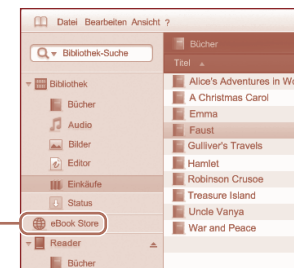 Datei Bearbeiten Ansicht ?
Bibliothek-Suche
Bibliothek
Bücher
Audio
Bilder
Editor
Einkäufe
Status
eBook Store
Reader
Bücher
Bücher
Titel
Alice's Adventures in Wo
A Christmas Carol
Emma
Faust
Gulliver's Travels
Hamlet
Robinson Crusoe
Treasure Island
Uncle Vanya
War and Peace